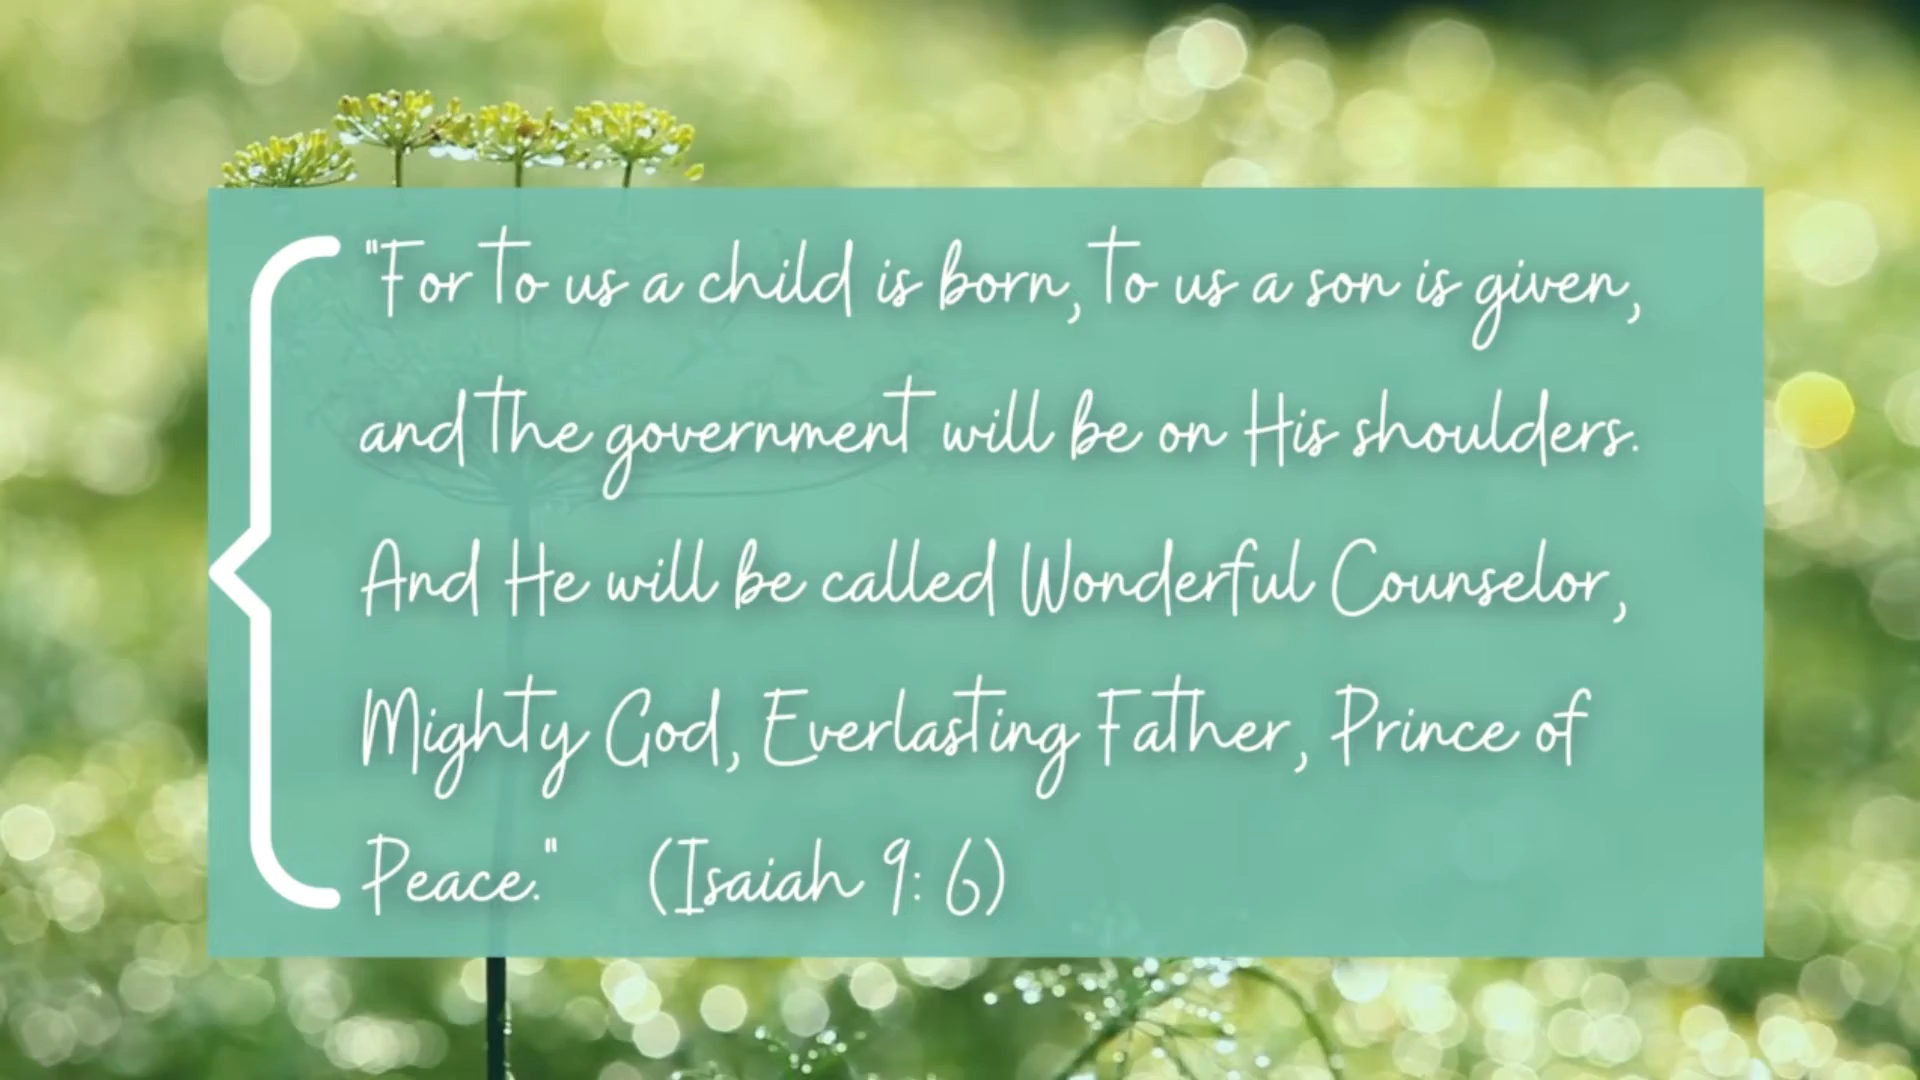 "For to us a child is born, to us a son is given,
and the government will be on His shoulders.
And He will be called Wonderful Counselor,
Mighty God, Everlasting Father, Prince of
Peace." (Isaiah 9: 6)